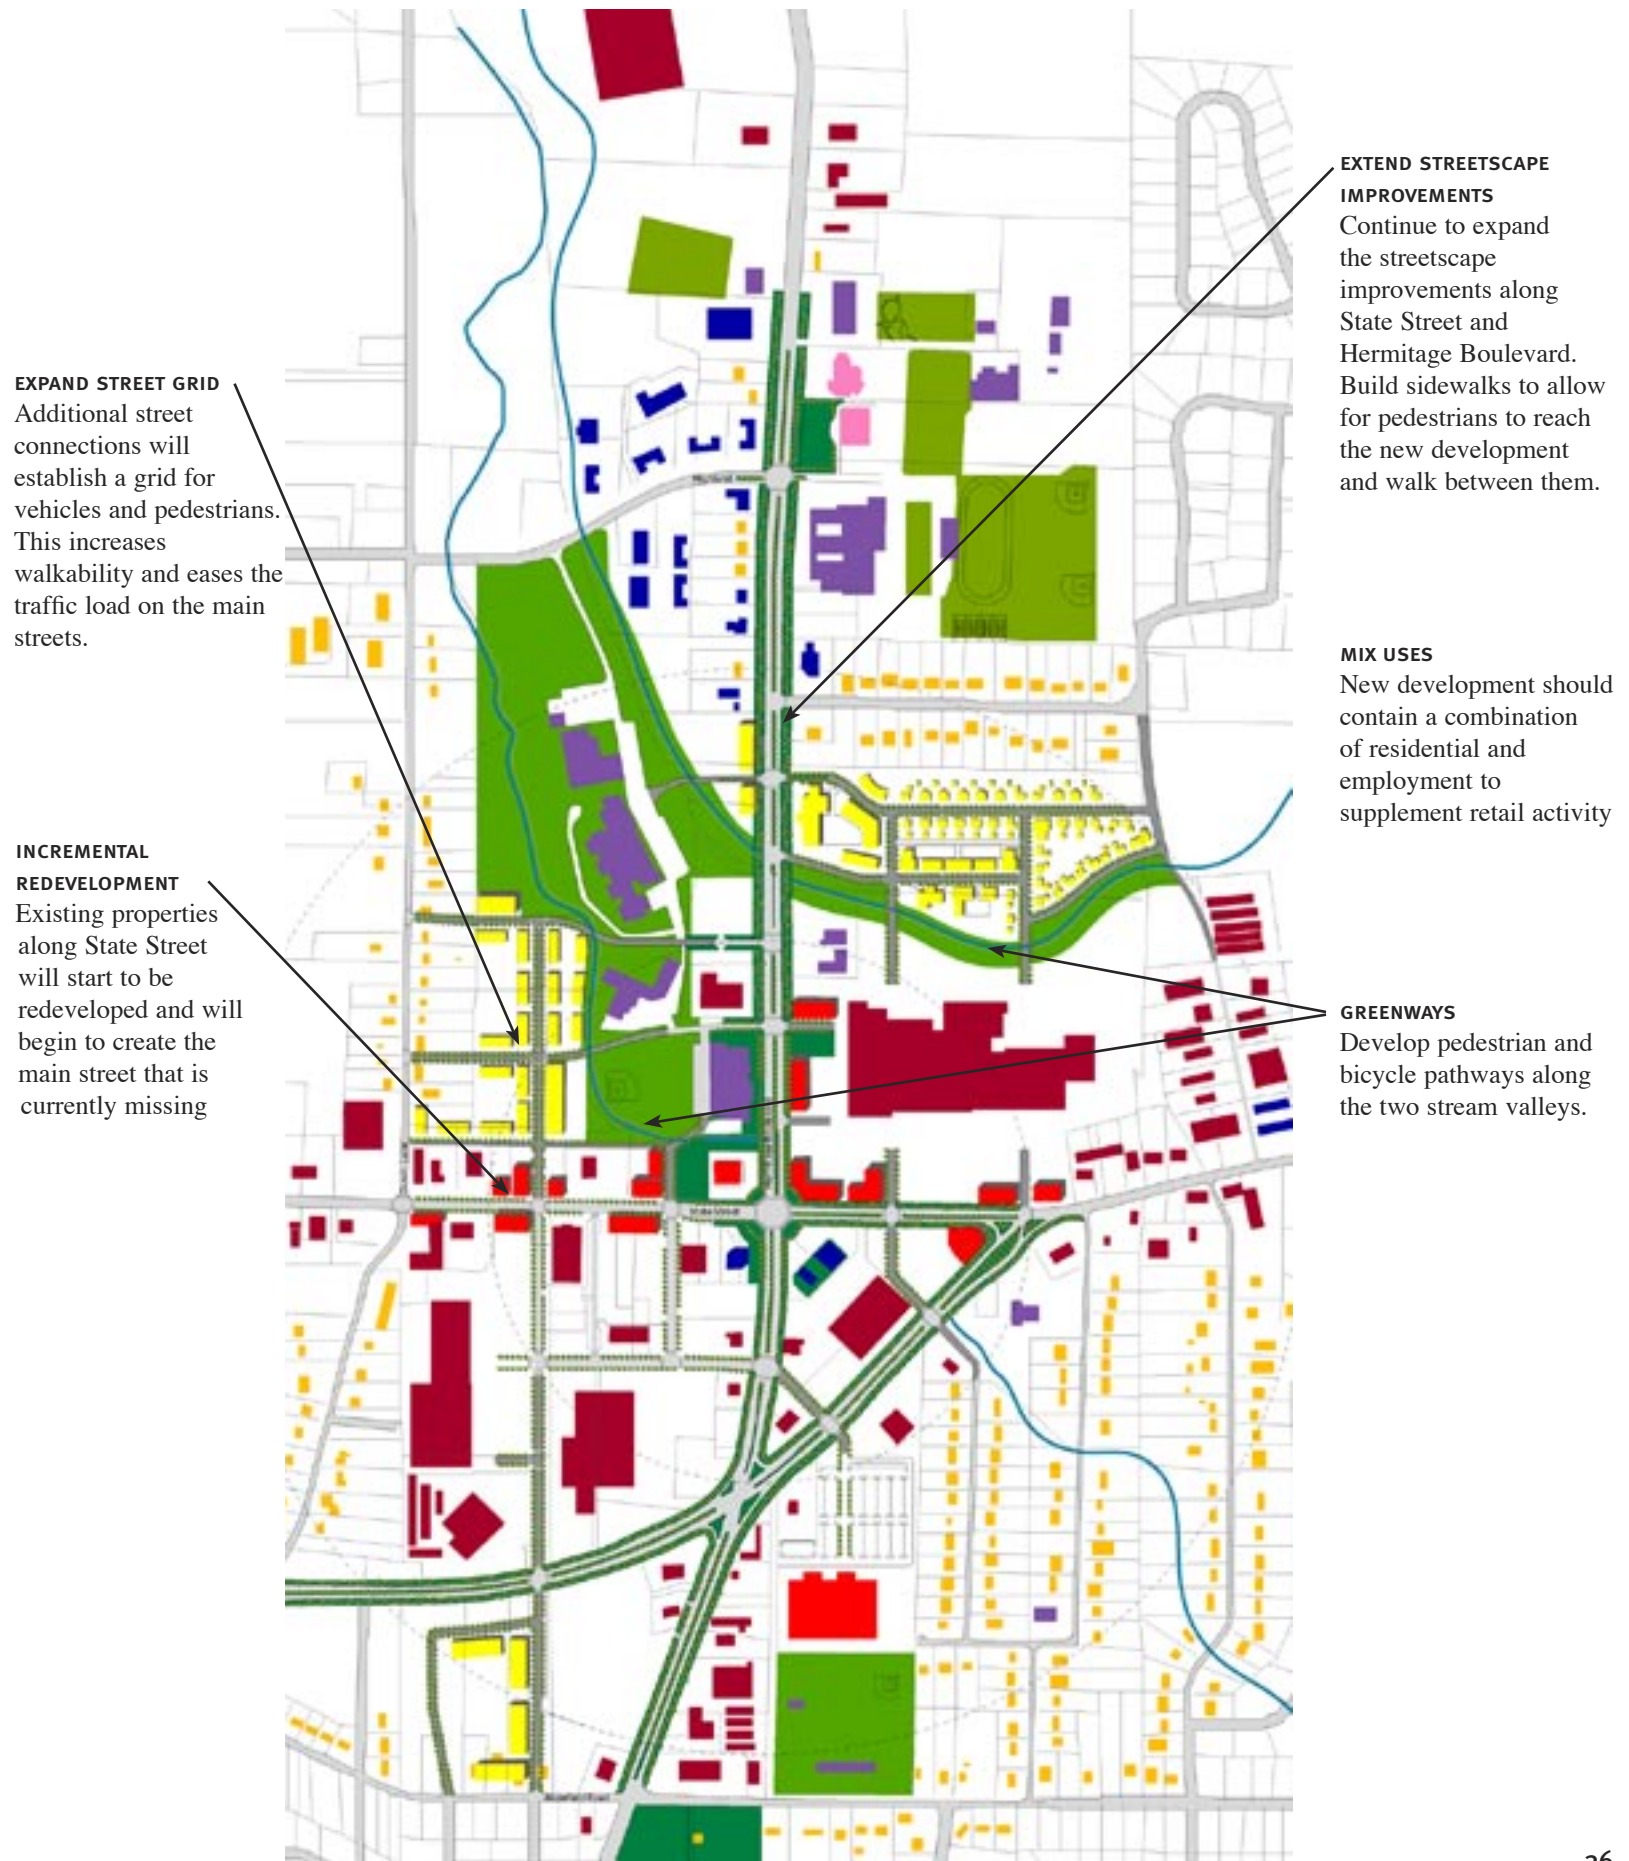 EXPAND STREET GRID
Additional street
connections will
establish a grid for
vehicles and pedestrians.
This increases
walkability and eases the
traffic load on the main
streets.
INCREMENTAL
REDEVELOPMENT
Existing properties
along State Street
will start to be
redeveloped and will
begin to create the
main street that is
currently missing
EXTEND STREETSCAPE
IMPROVEMENTS
Continue to expand
the streetscape
improvements along
State Street and
Hermitage Boulevard.
Build sidewalks to allow
for pedestrians to reach
the new development
and walk between them.
MIX USES
New development should
contain a combination
of residential and
employment to
supplement retail activity
GREENWAYS
Develop pedestrian and
bicycle pathways along
the two stream valleys.